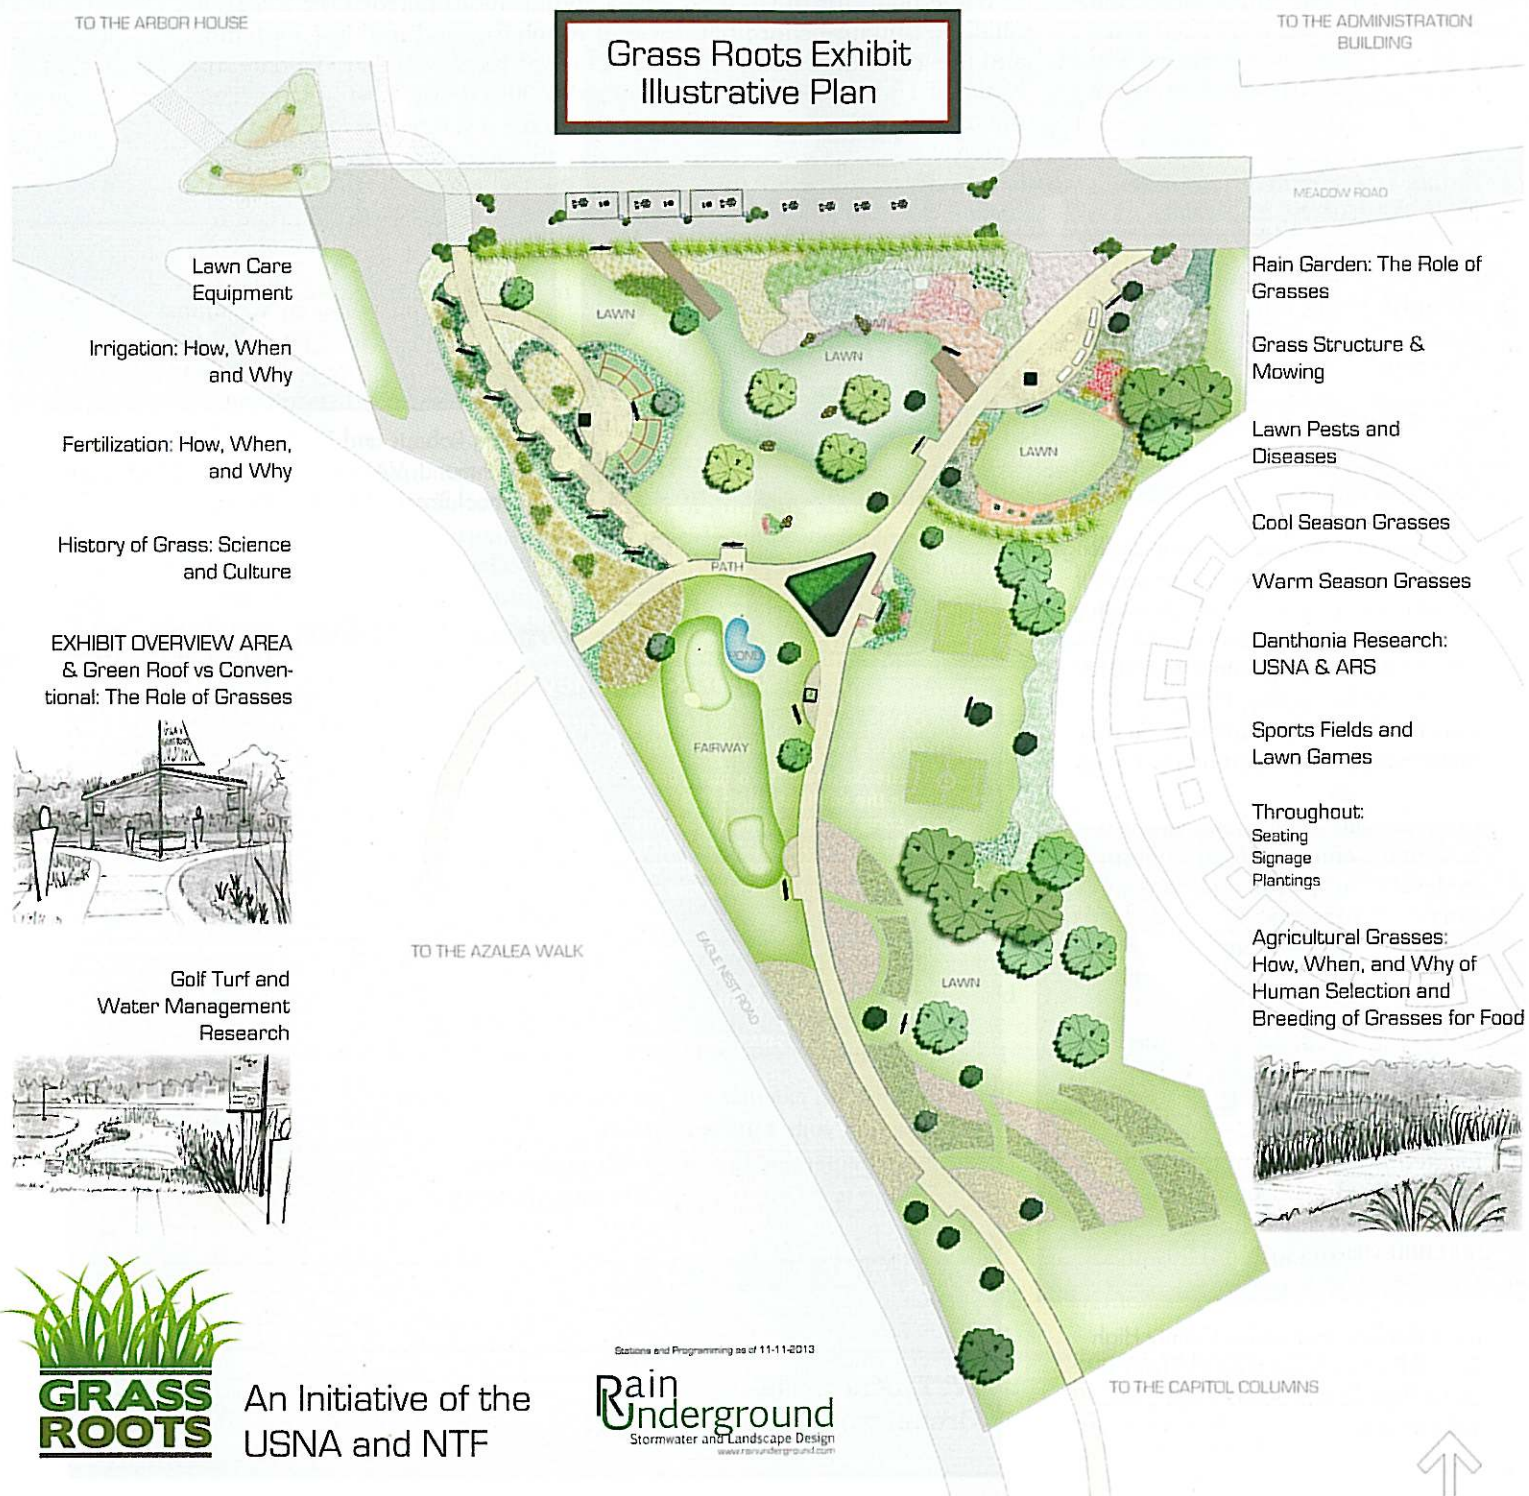 TO THE ARBOR HOUSE
Grass Roots Exhibit
Illustrative Plan
TO THE ADMINISTRATION
BUILDING
MEADOW ROAD
Lawn Care
Equipment
Irrigation: How, When
and Why
Fertilization: How, When,
and Why
History of Grass: Science
and Culture
EXHIBIT OVERVIEW AREA
& Green Roof vs Conven-
tional: The Role of Grasses
Golf Turf and
Water Management
Research
LAWN
LAWN
LAWN
PATH
POND
FAIRWAY
LAWN
EAGLE NEST ROAD
TO THE AZALEA WALK
Rain Garden: The Role of
Grasses
Grass Structure &
Mowing
Lawn Pests and
Diseases
Cool Season Grasses
Warm Season Grasses
Danthonia Research:
USNA & ARS
Sports Fields and
Lawn Games
Throughout:
Seating
Signage
Plantings
Agricultural Grasses:
How, When, and Why of
Human Selection and
Breeding of Grasses for Food
TO THE CAPITOL COLUMNS
GRASS
ROOTS
An Initiative of the
USNA and NTF
Stations and Programming as of 11-11-2013
Rain
Underground
Stormwater and Landscape Design
www.rainunderground.com